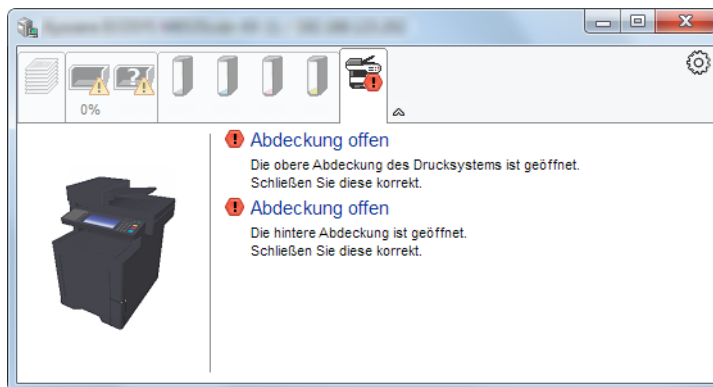 ?
0%
Abdeckung offen
Die obere Abdeckung des Drucksystems ist geöffnet.
Schließen Sie diese korrekt.
Abdeckung offen
Die hintere Abdeckung ist geöffnet.
Schließen Sie diese korrekt.